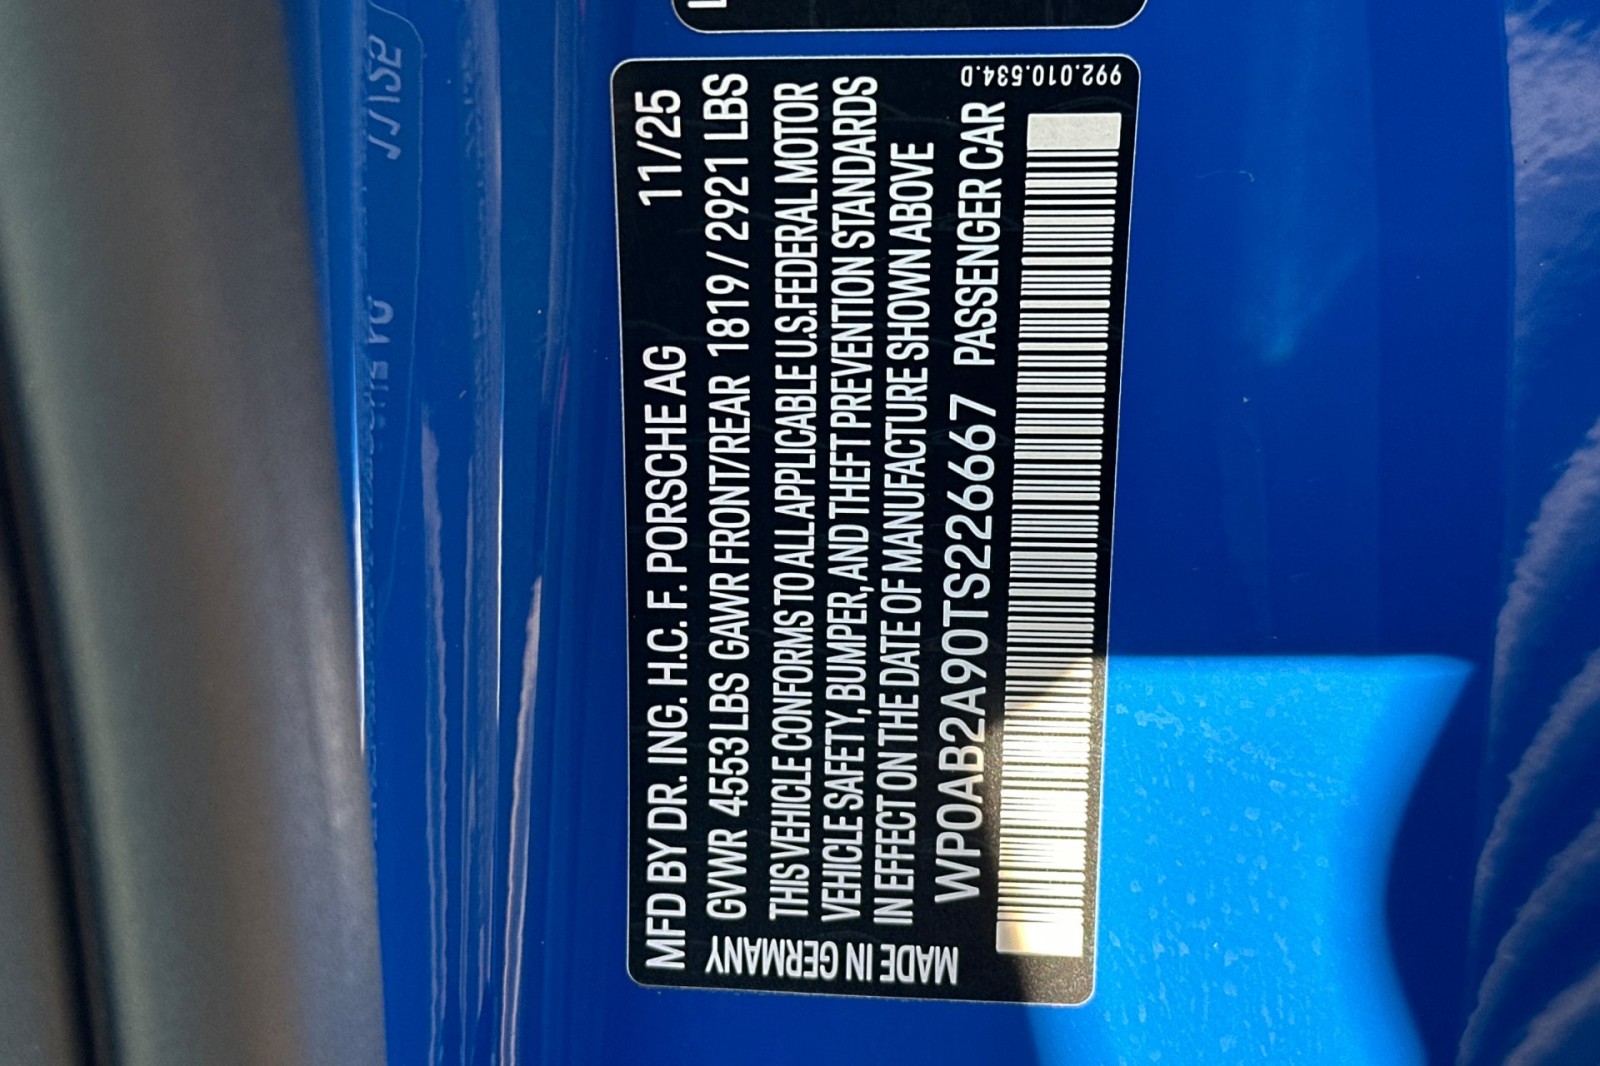 MFD BY DR. ING. H.C. F. PORSCHE AG 11/25
GVWR 4553 LBS GAWR FRONT/REAR 1819 / 2921 LBS
THIS VEHICLE CONFORMS TO ALL APPLICABLE U.S. FEDERAL MOTOR
VEHICLE SAFETY, BUMPER, AND THEFT PREVENTION STANDARDS
IN EFFECT ON THE DATE OF MANUFACTURE SHOWN ABOVE
WP0AB2A90TS226667 PASSENGER CAR
MADE IN GERMANY
992.010.534.D